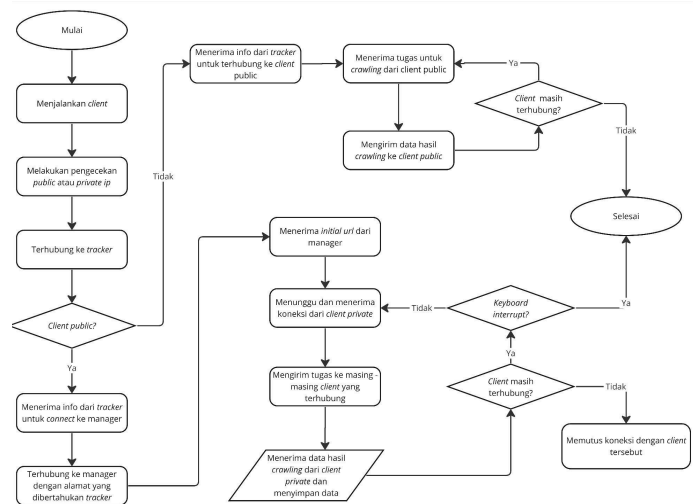 Mulai
Menjalankan client
Melakukan pengecekan
public atau private ip
Terhubung ke tracker
Client public?
Ya
Menerima info dari tracker
untuk connect ke manager
Terhubung ke manager
dengan alamat yang
dibertahukan tracker
Tidak
Menerima info dari tracker
untuk terhubung ke client
public
Menerima tugas untuk
crawling dari client public
Mengirim data hasil
crawling ke client public
Ya
Client masih
terhubung?
Tidak
Selesai
Menerima initial url dari
manager
Menunggu dan menerima
koneksi dari client private
Mengirim tugas ke masing -
masing client yang
terhubung
Menerima data hasil
crawling dari client
private dan
menyimpan data
Tidak
Keyboard
interrupt?
Ya
Ya
Client masih
terhubung?
Tidak
Memutus koneksi dengan client
tersebut